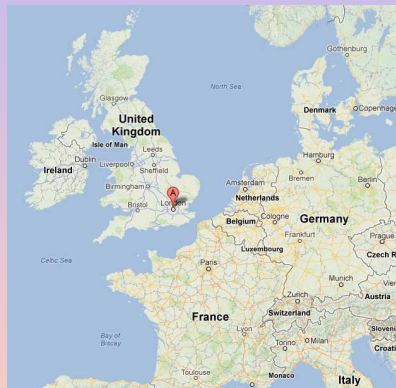 Gothenburg
North Sea
Glasgow
Denmark
Copenhage
United
Kingdom
Isle of Man
Leeds
Dublin
Liverpool
Sheffield
Ireland
Hamburg
Birmingham
Amsterdam
Bremen
Berlin
A
London
Netherlands
Bristol
Cologne
Germany
Belgium
Frankfurt
Prague
Celtic Sea
Luxembourg
Czech R
Paris
Munich
Vien
Zurich
Austria
France
Switzerland
Bay of
Biscay
Lyon
Sloveni
Torino
Milan
Croati
Toulouse
Monaco
Italy